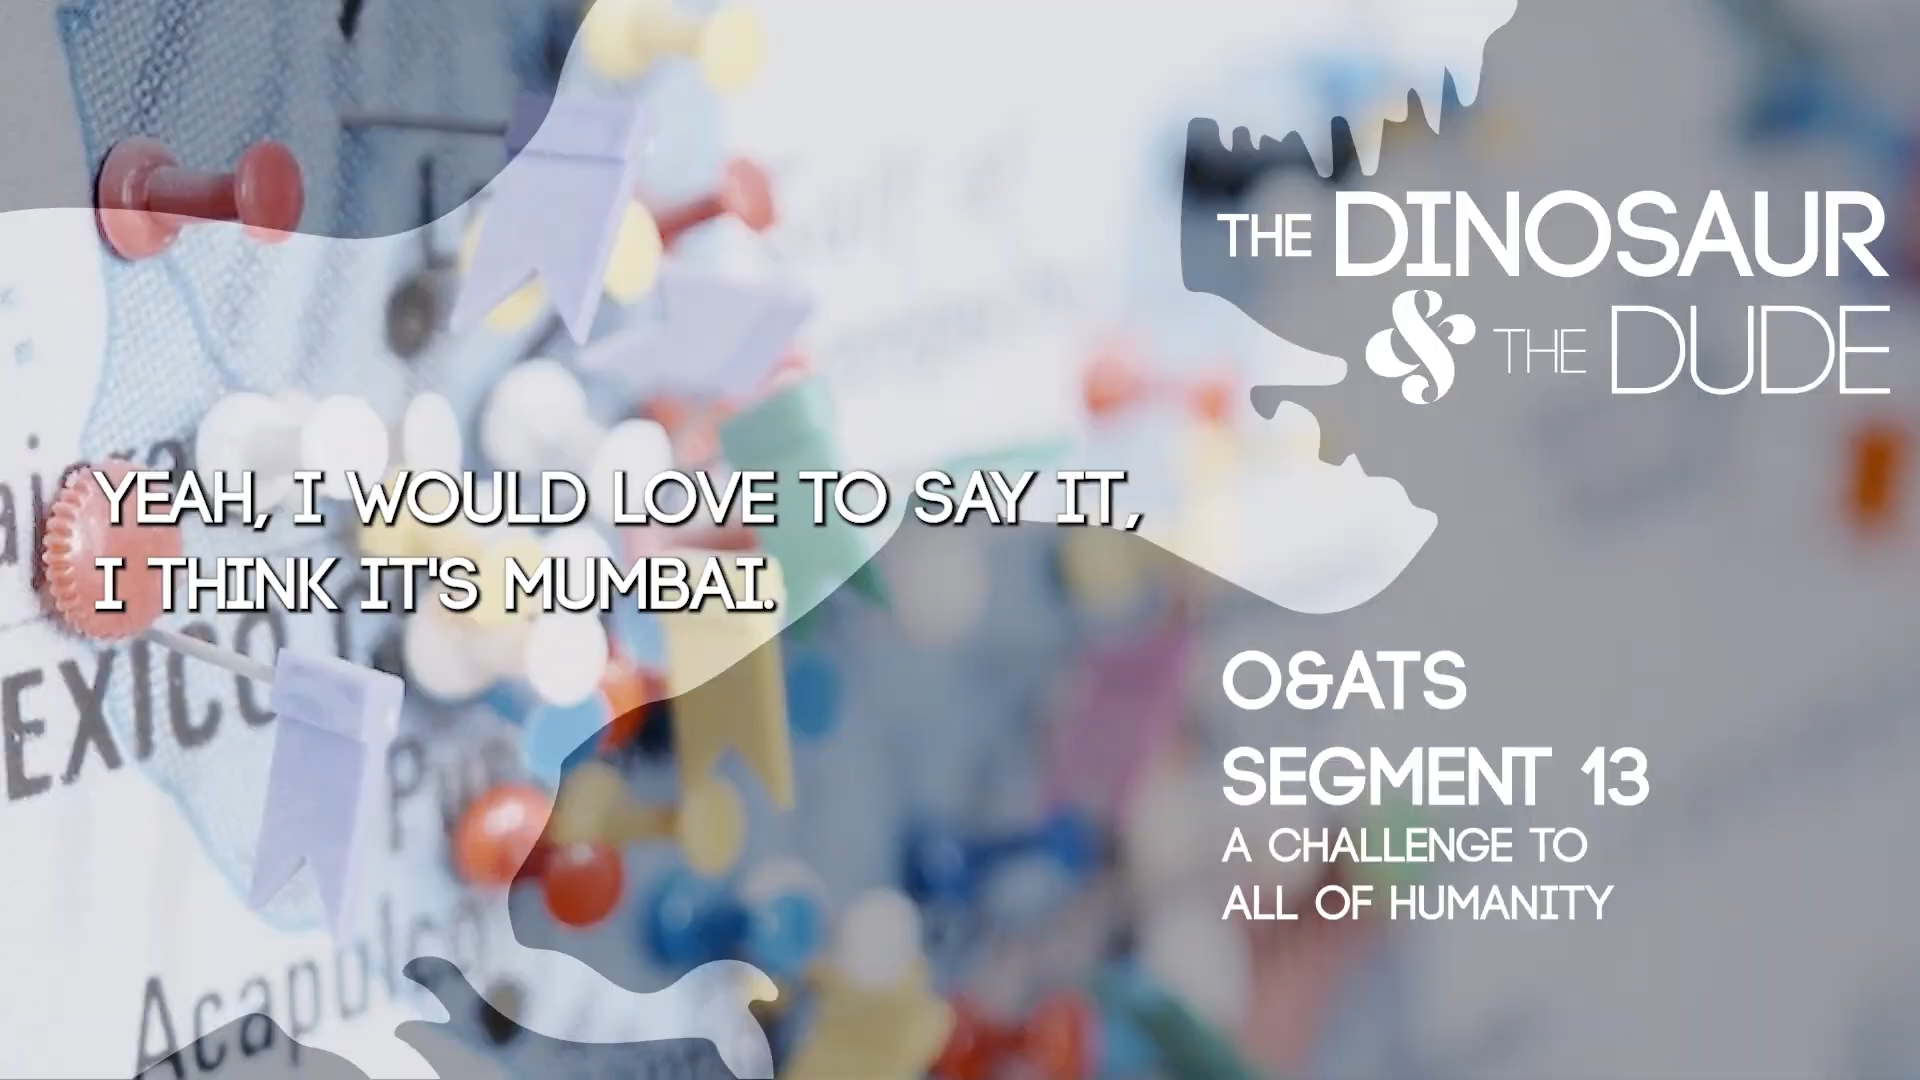 THE DINOSAUR
& THE DUDE
YEAH, I WOULD LOVE TO SAY IT,
I THINK IT'S MUMBAI.
O&ATS
SEGMENT 13
A CHALLENGE TO
ALL OF HUMANITY
EXICO
Acapulco